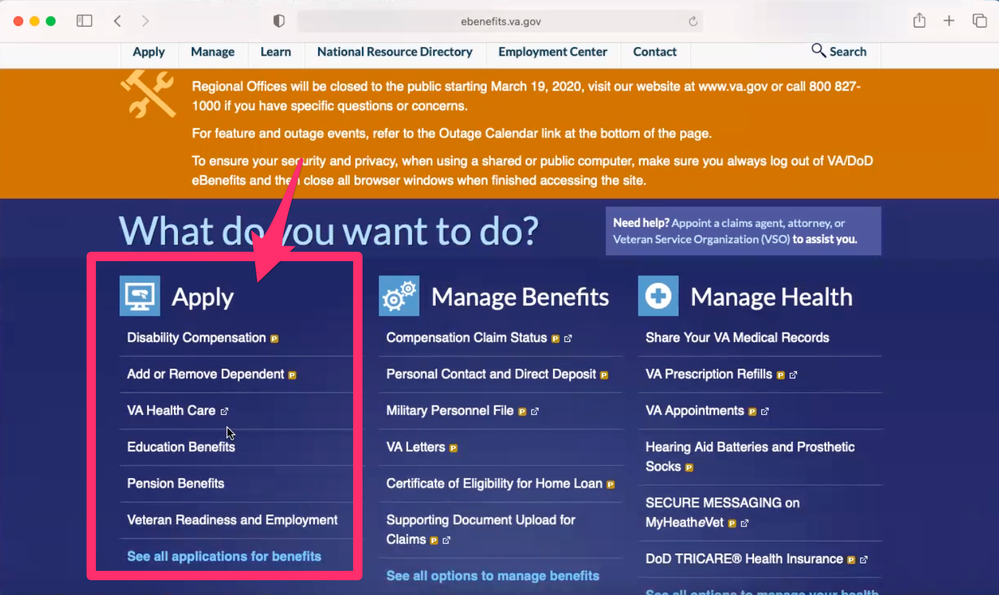 ebenefits.va.gov
Apply
Manage
Learn
National Resource Directory
Employment Center
Contact
Search
Regional Offices will be closed to the public starting March 19, 2020, visit our website at www.va.gov or call 800 827-
1000 if you have specific questions or concerns.
For feature and outage events, refer to the Outage Calendar link at the bottom of the page.
To ensure your security and privacy, when using a shared or public computer, make sure you always log out of VA/DoD
eBenefits and then close all browser windows when finished accessing the site.
What do you want to do?
Need help? Appoint a claims agent, attorney, or
Veteran Service Organization (VSO) to assist you.
Apply
Disability Compensation P
Add or Remove Dependent P
VA Health Care
Education Benefits
Pension Benefits
Veteran Readiness and Employment
See all applications for benefits
Manage Benefits
Compensation Claim Status P
Personal Contact and Direct Deposit P
Military Personnel File P
VA Letters P
Certificate of Eligibility for Home Loan P
Supporting Document Upload for
Claims P
See all options to manage benefits
Manage Health
Share Your VA Medical Records
VA Prescription Refills P
VA Appointments P
Hearing Aid Batteries and Prosthetic
Socks P
SECURE MESSAGING on
MyHeatheVet P
DoD TRICARE® Health Insurance P
See all options to manage your health